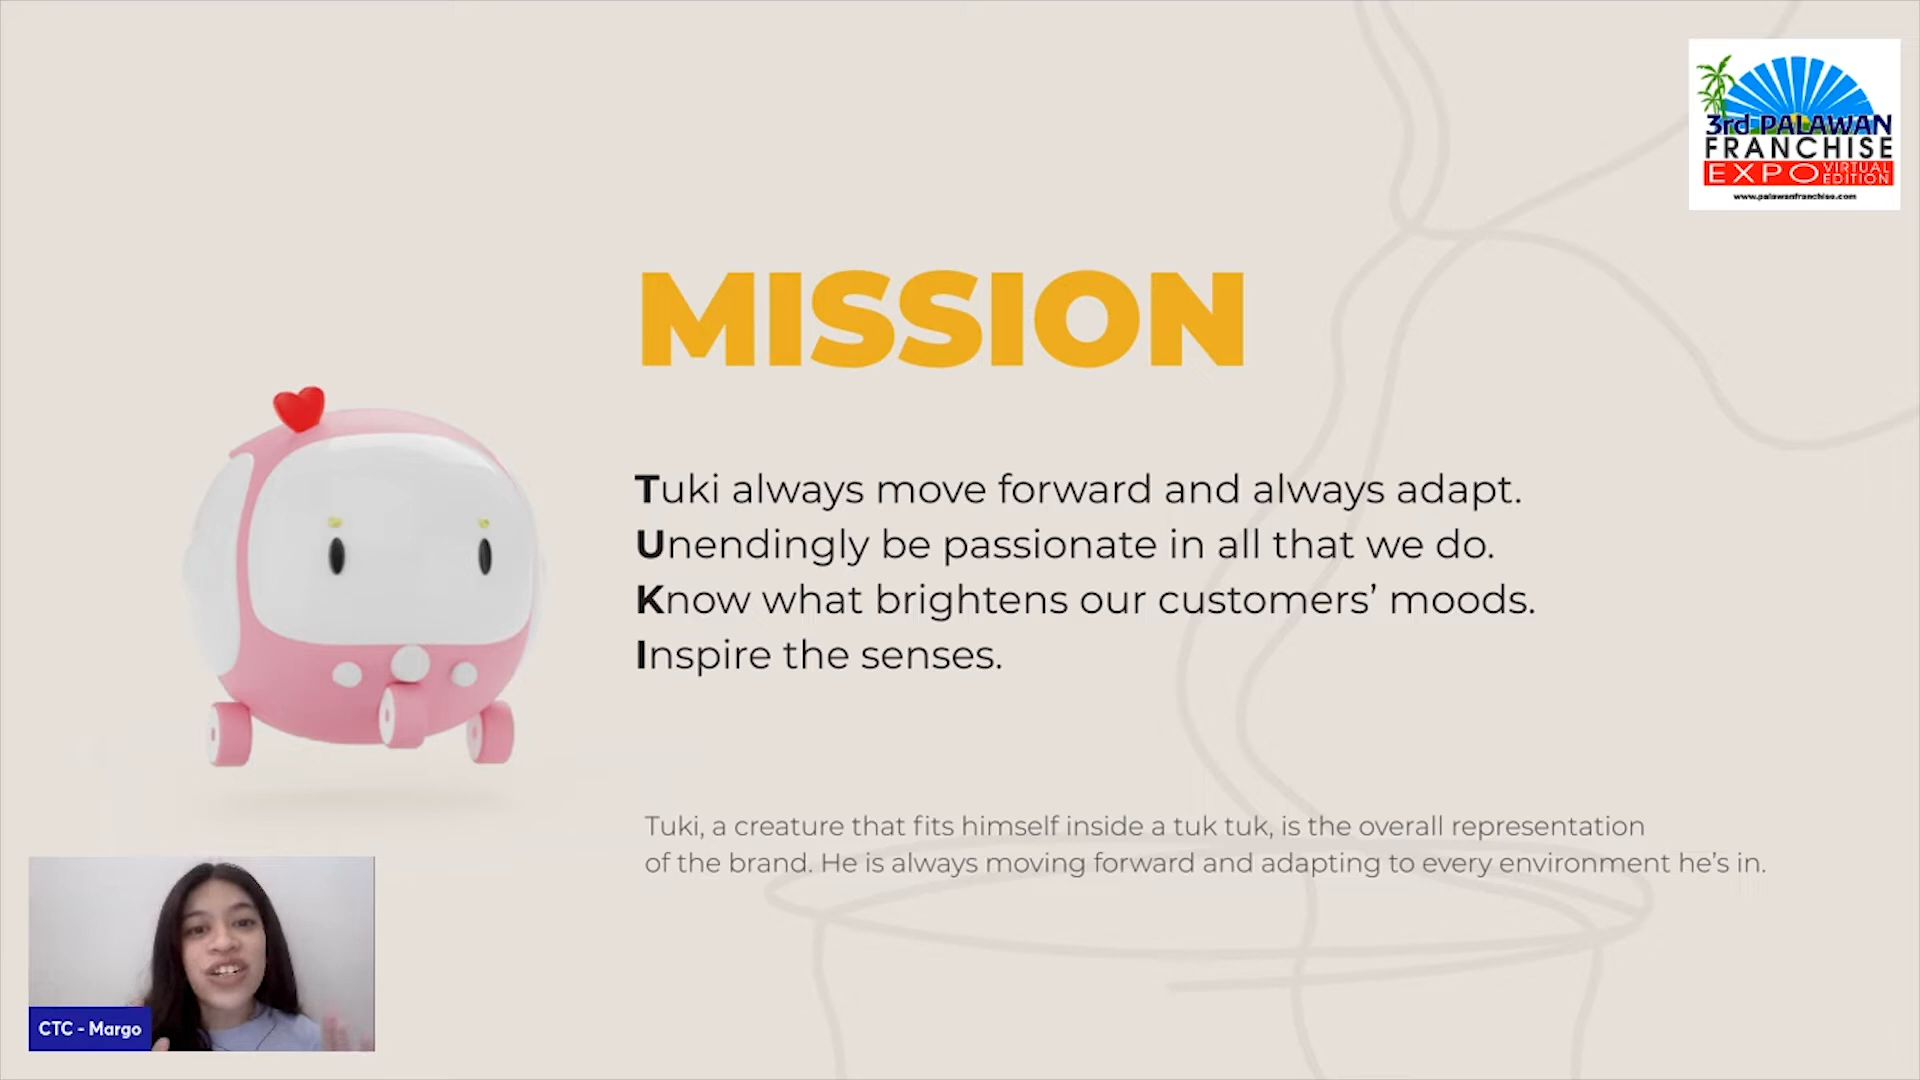 3rd PALAWAN
FRANCHISE
EXPO VIRTUAL EDITION
www.palawanfranchise.com
MISSION
Tuki always move forward and always adapt.
Unendingly be passionate in all that we do.
Know what brightens our customers’ moods.
Inspire the senses.
Tuki, a creature that fits himself inside a tuk tuk, is the overall representation
of the brand. He is always moving forward and adapting to every environment he’s in.
CTC - Margo